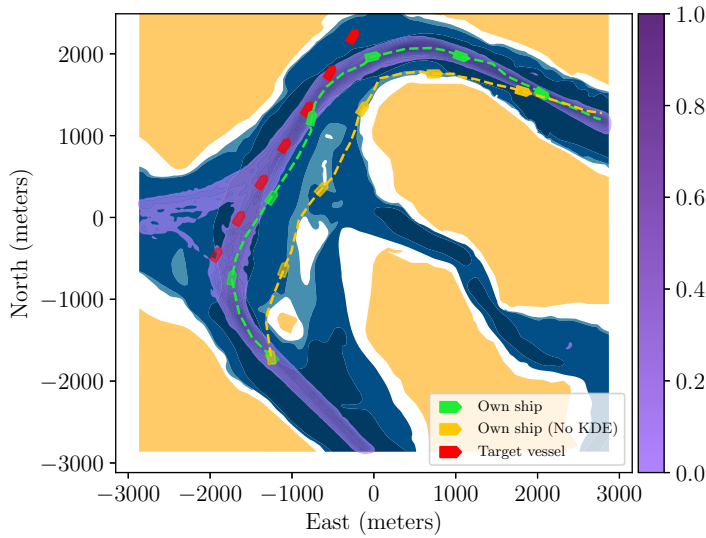 1.0
0.8
0.6
0.4
0.2
0.0
2000
1000
0
−1000
−2000
−3000
North (meters)
Own ship
Own ship (No KDE)
Target vessel
−3000 −2000 −1000 0 1000 2000 3000
East (meters)